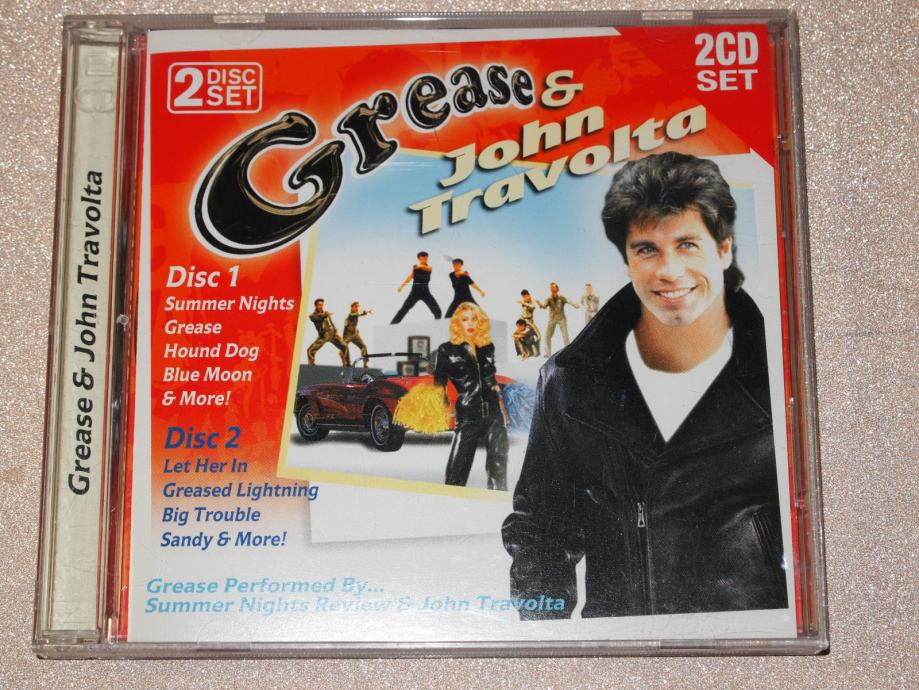 Grease & John Travolta
2 DISC
SET
2CD
SET
Grease &
John
Travolta
Disc 1
Summer Nights
Grease
Hound Dog
Blue Moon
& More!
Disc 2
Let Her In
Greased Lightning
Big Trouble
Sandy & More!
Grease Performed By...
Summer Nights Review & John Travolta